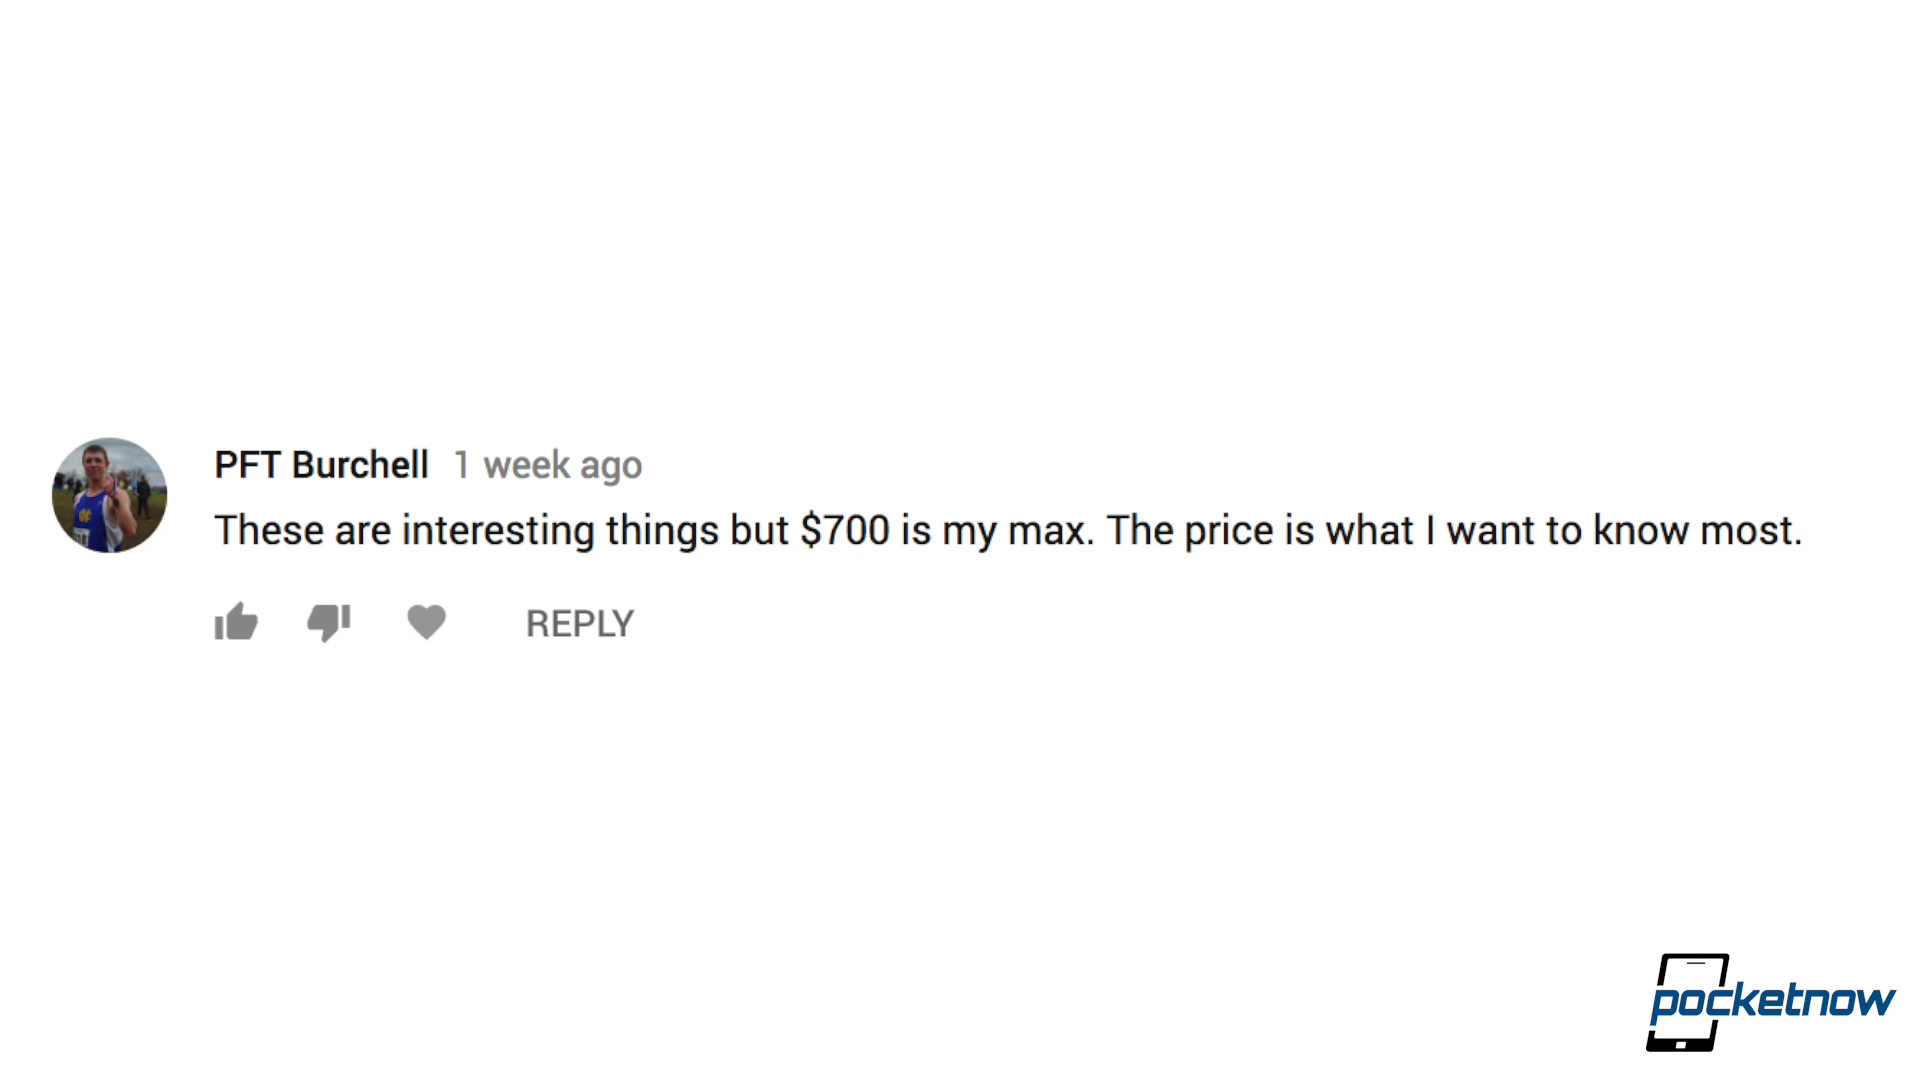 PFT Burchell 1 week ago
These are interesting things but $700 is my max. The price is what I want to know most.
REPLY
pocketnow